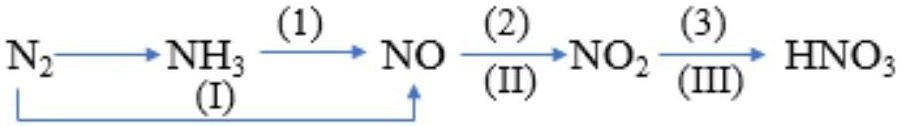 (1) (2) (3)
N₂ NH₃ NO NO₂ HNO₃
(I) (II) (III)